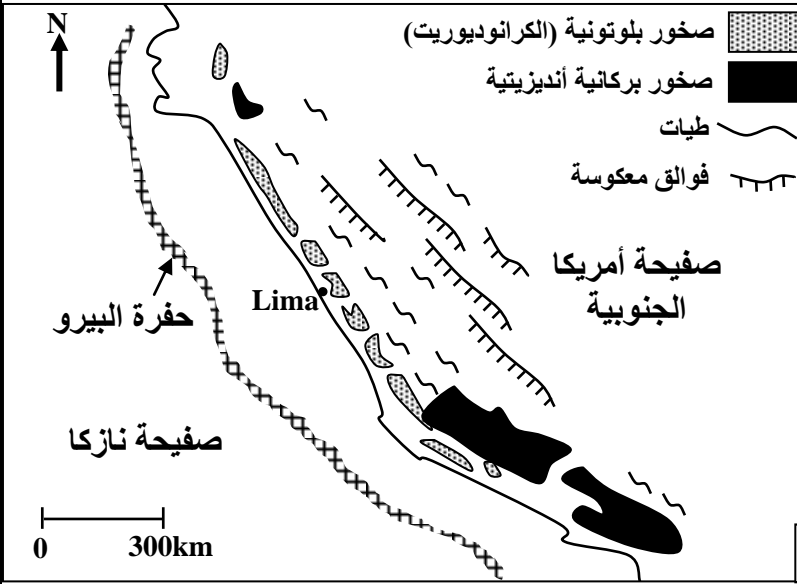 N
صخور بلوتونية (الكرانوديوريت)
صخور بركانية أنديزيتية
طيات
فوالق معكوسة
صفيحة أمريكا
الجنوبية
Lima
حفرة البيرو
صفيحة نازكا
0 300km